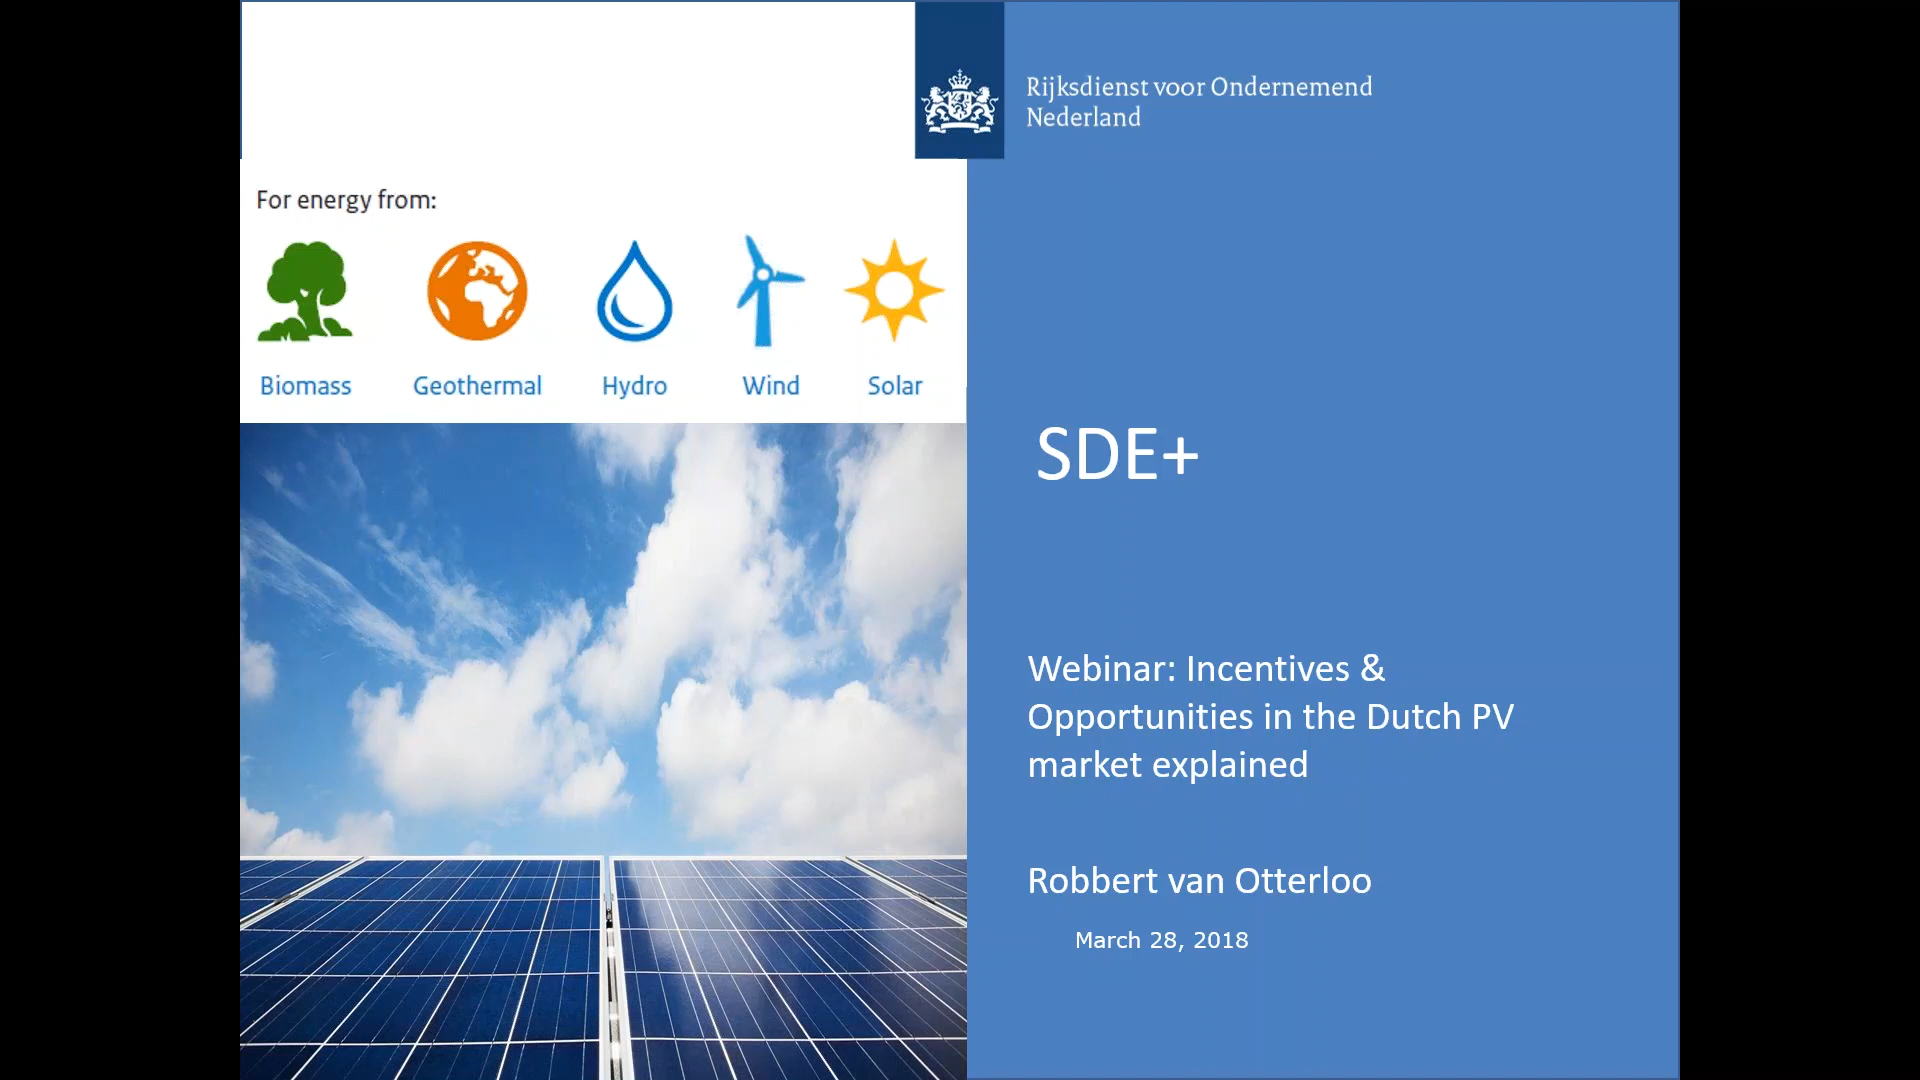 Rijksdienst voor Ondernemend
Nederland
For energy from:
Biomass
Geothermal
Hydro
Wind
Solar
SDE+
Webinar: Incentives &
Opportunities in the Dutch PV
market explained
Robbert van Otterloo
March 28, 2018